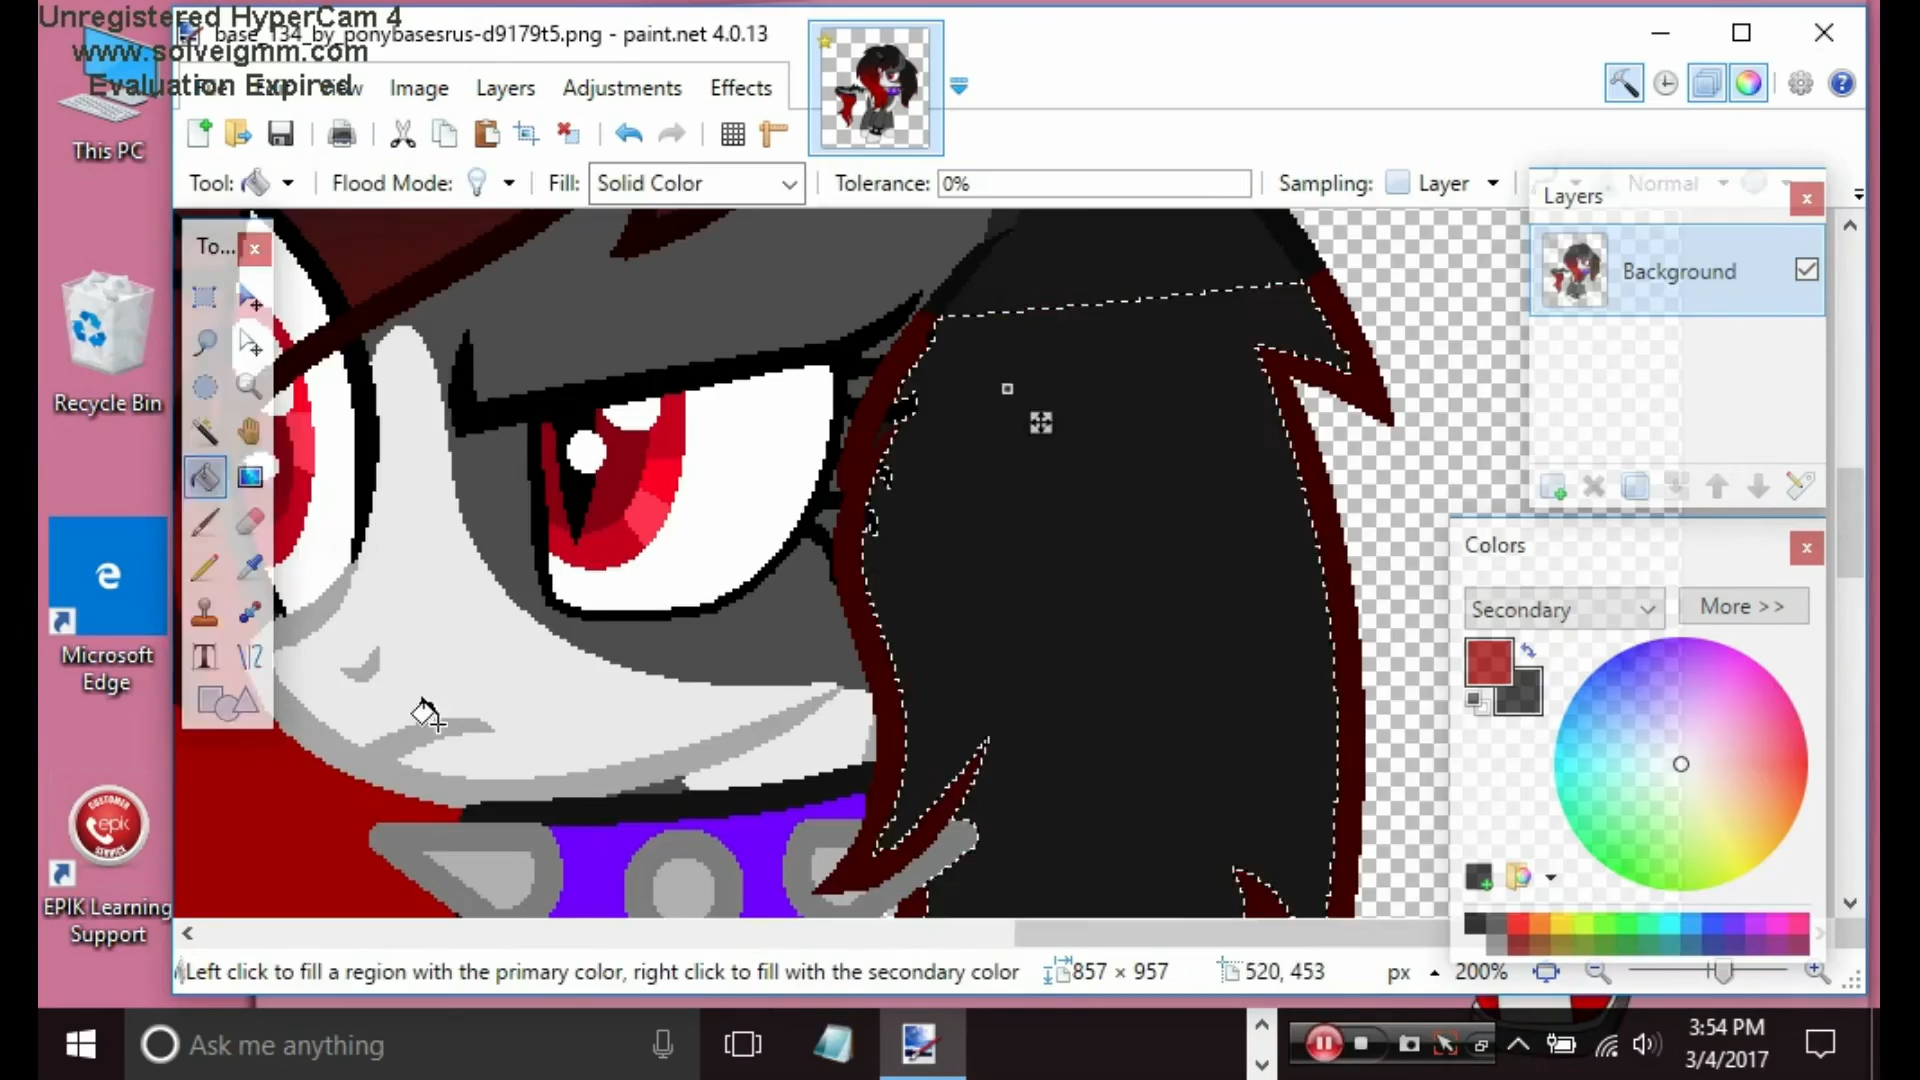 Unregistered HyperCam 4
www.solveigmm.com
Evaluation Expired
base_134_by_ponybasesrus-d9179t5.png - paint.net 4.0.13
Image Layers Adjustments Effects
Tool: Flood Mode: Fill: Solid Color Tolerance: 0% Sampling: Layer Normal
To...
Layers
Background
Colors
Secondary More >>
This PC
Recycle Bin
Microsoft
Edge
CUSTOMER
epik
SERVICE
EPIK Learning
Support
Left click to fill a region with the primary color, right click to fill with the secondary color 857 × 957 520, 453 px 200%
Ask me anything
3:54 PM
3/4/2017